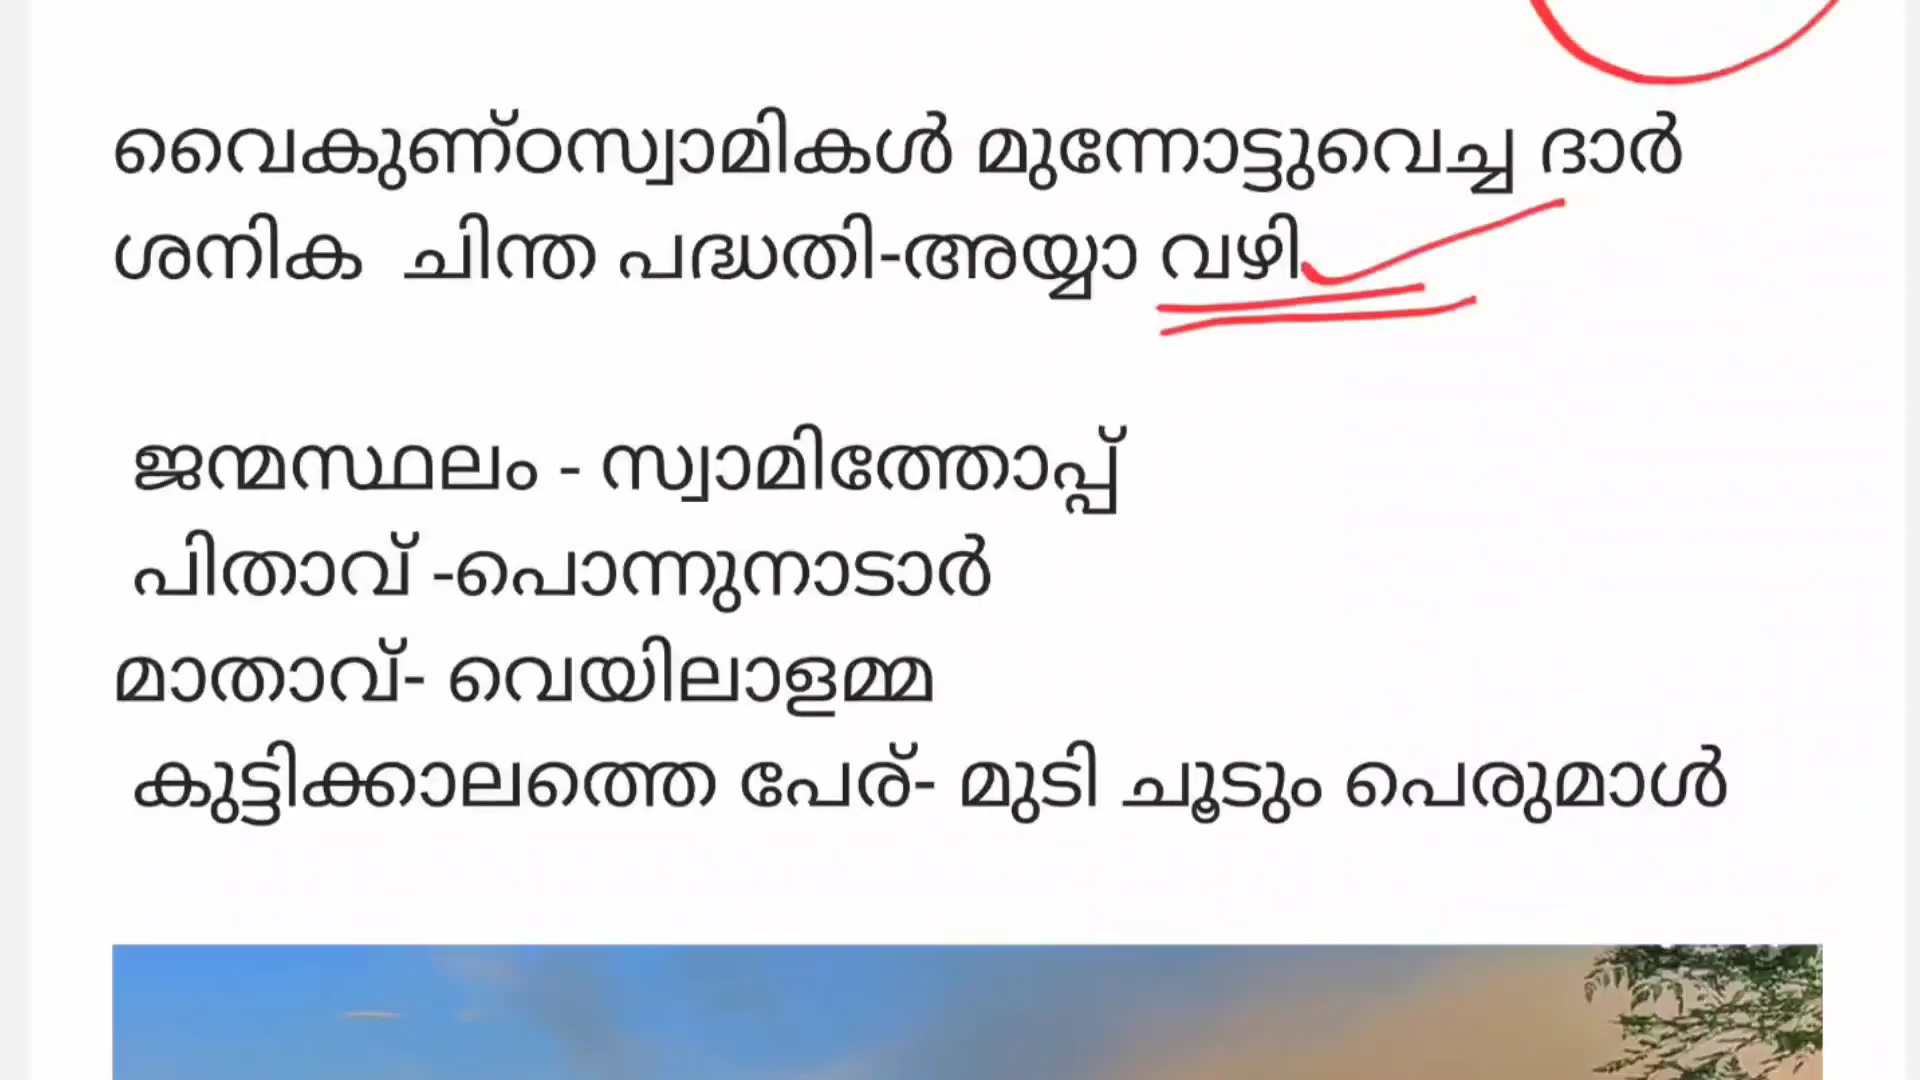 വൈകുണ്ഠസ്വാമികൾ മുന്നോട്ടുവെച്ച ദാർ
ശനിക ചിന്ത പദ്ധതി-അയ്യാ വഴി
ജന്മസ്ഥലം - സ്വാമിത്തോപ്പ്
പിതാവ് -പൊന്നുനാടാർ
മാതാവ്- വെയിലാളമ്മ
കുട്ടിക്കാലത്തെ പേര്- മുടി ചൂടും പെരുമാൾ